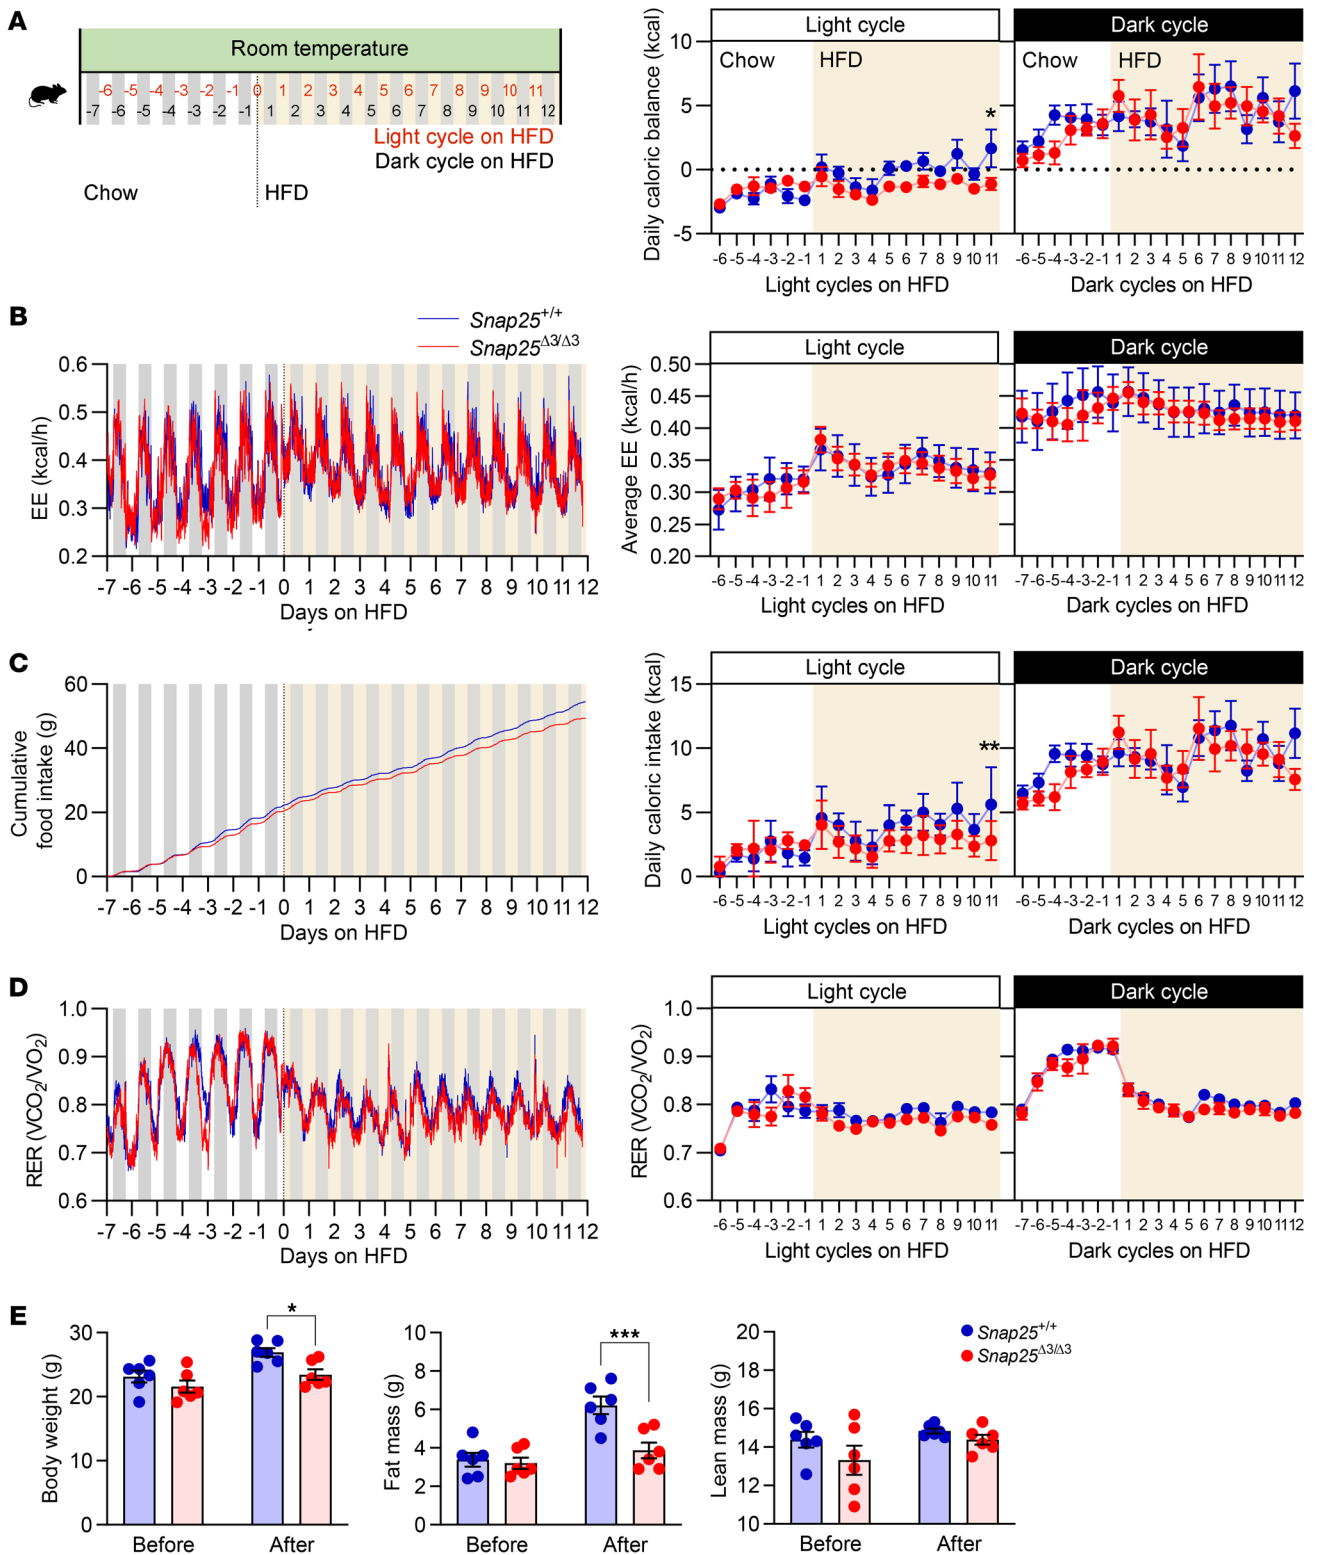 A
Room temperature
-6 -5 -4 -3 -2 -1 0 1 2 3 4 5 6 7 8 9 10 11
-7 -6 -5 -4 -3 -2 -1 1 2 3 4 5 6 7 8 9 10 11 12
Light cycle on HFD
Dark cycle on HFD
Chow HFD
Light cycle Dark cycle
Chow HFD Chow HFD
Daily caloric balance (kcal)
10
5
0
-5
*
-6 -5 -4 -3 -2 -1 1 2 3 4 5 6 7 8 9 10 11
Light cycles on HFD
-6 -5 -4 -3 -2 -1 1 2 3 4 5 6 7 8 9 10 11 12
Dark cycles on HFD
B
Snap25+/+
Snap25Δ3/Δ3
EE (kcal/h)
0.6
0.5
0.4
0.3
0.2
-7 -6 -5 -4 -3 -2 -1 0 1 2 3 4 5 6 7 8 9 10 11 12
Days on HFD
Light cycle Dark cycle
Average EE (kcal/h)
0.50
0.45
0.40
0.35
0.30
0.25
0.20
-6 -5 -4 -3 -2 -1 1 2 3 4 5 6 7 8 9 10 11
Light cycles on HFD
-7 -6 -5 -4 -3 -2 -1 1 2 3 4 5 6 7 8 9 10 11 12
Dark cycles on HFD
C
Cumulative
food intake (g)
60
40
20
0
-7 -6 -5 -4 -3 -2 -1 0 1 2 3 4 5 6 7 8 9 10 11 12
Days on HFD
Light cycle Dark cycle
Daily caloric intake (kcal)
15
10
5
0
**
-6 -5 -4 -3 -2 -1 1 2 3 4 5 6 7 8 9 10 11
Light cycles on HFD
-6 -5 -4 -3 -2 -1 1 2 3 4 5 6 7 8 9 10 11 12
Dark cycles on HFD
D
RER (VCO2/VO2)
1.0
0.9
0.8
0.7
0.6
-7 -6 -5 -4 -3 -2 -1 0 1 2 3 4 5 6 7 8 9 10 11 12
Days on HFD
Light cycle Dark cycle
RER (VCO2/VO2)
1.0
0.9
0.8
0.7
0.6
-6 -5 -4 -3 -2 -1 1 2 3 4 5 6 7 8 9 10 11
Light cycles on HFD
-7 -6 -5 -4 -3 -2 -1 1 2 3 4 5 6 7 8 9 10 11 12
Dark cycles on HFD
E
Body weight (g)
30
20
10
0
*
Before After
Fat mass (g)
10
8
6
4
2
0
***
Before After
Lean mass (g)
20
18
16
14
12
10
Before After
Snap25+/+
Snap25Δ3/Δ3